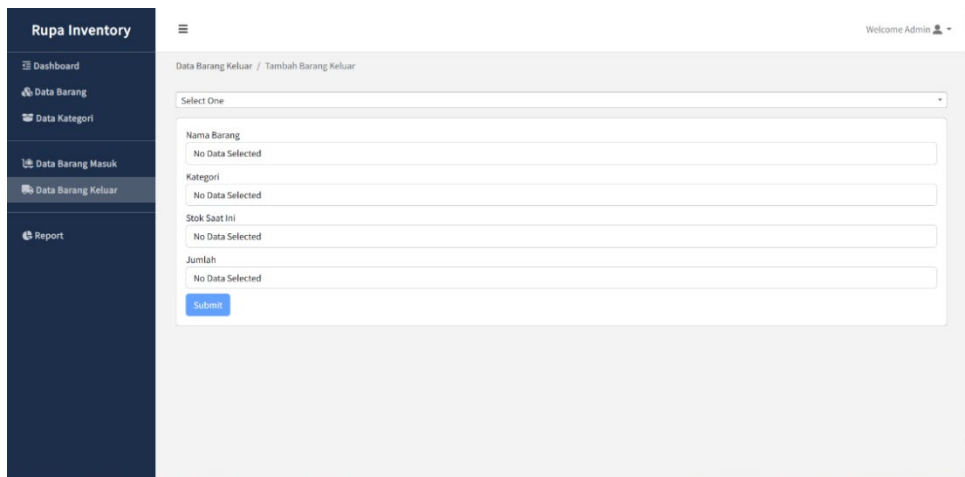 Rupa Inventory
Welcome Admin
Dashboard
Data Barang
Data Kategori
Data Barang Masuk
Data Barang Keluar
Report
Data Barang Keluar / Tambah Barang Keluar
Select One
Nama Barang
No Data Selected
Kategori
No Data Selected
Stok Saat Ini
No Data Selected
Jumlah
No Data Selected
Submit